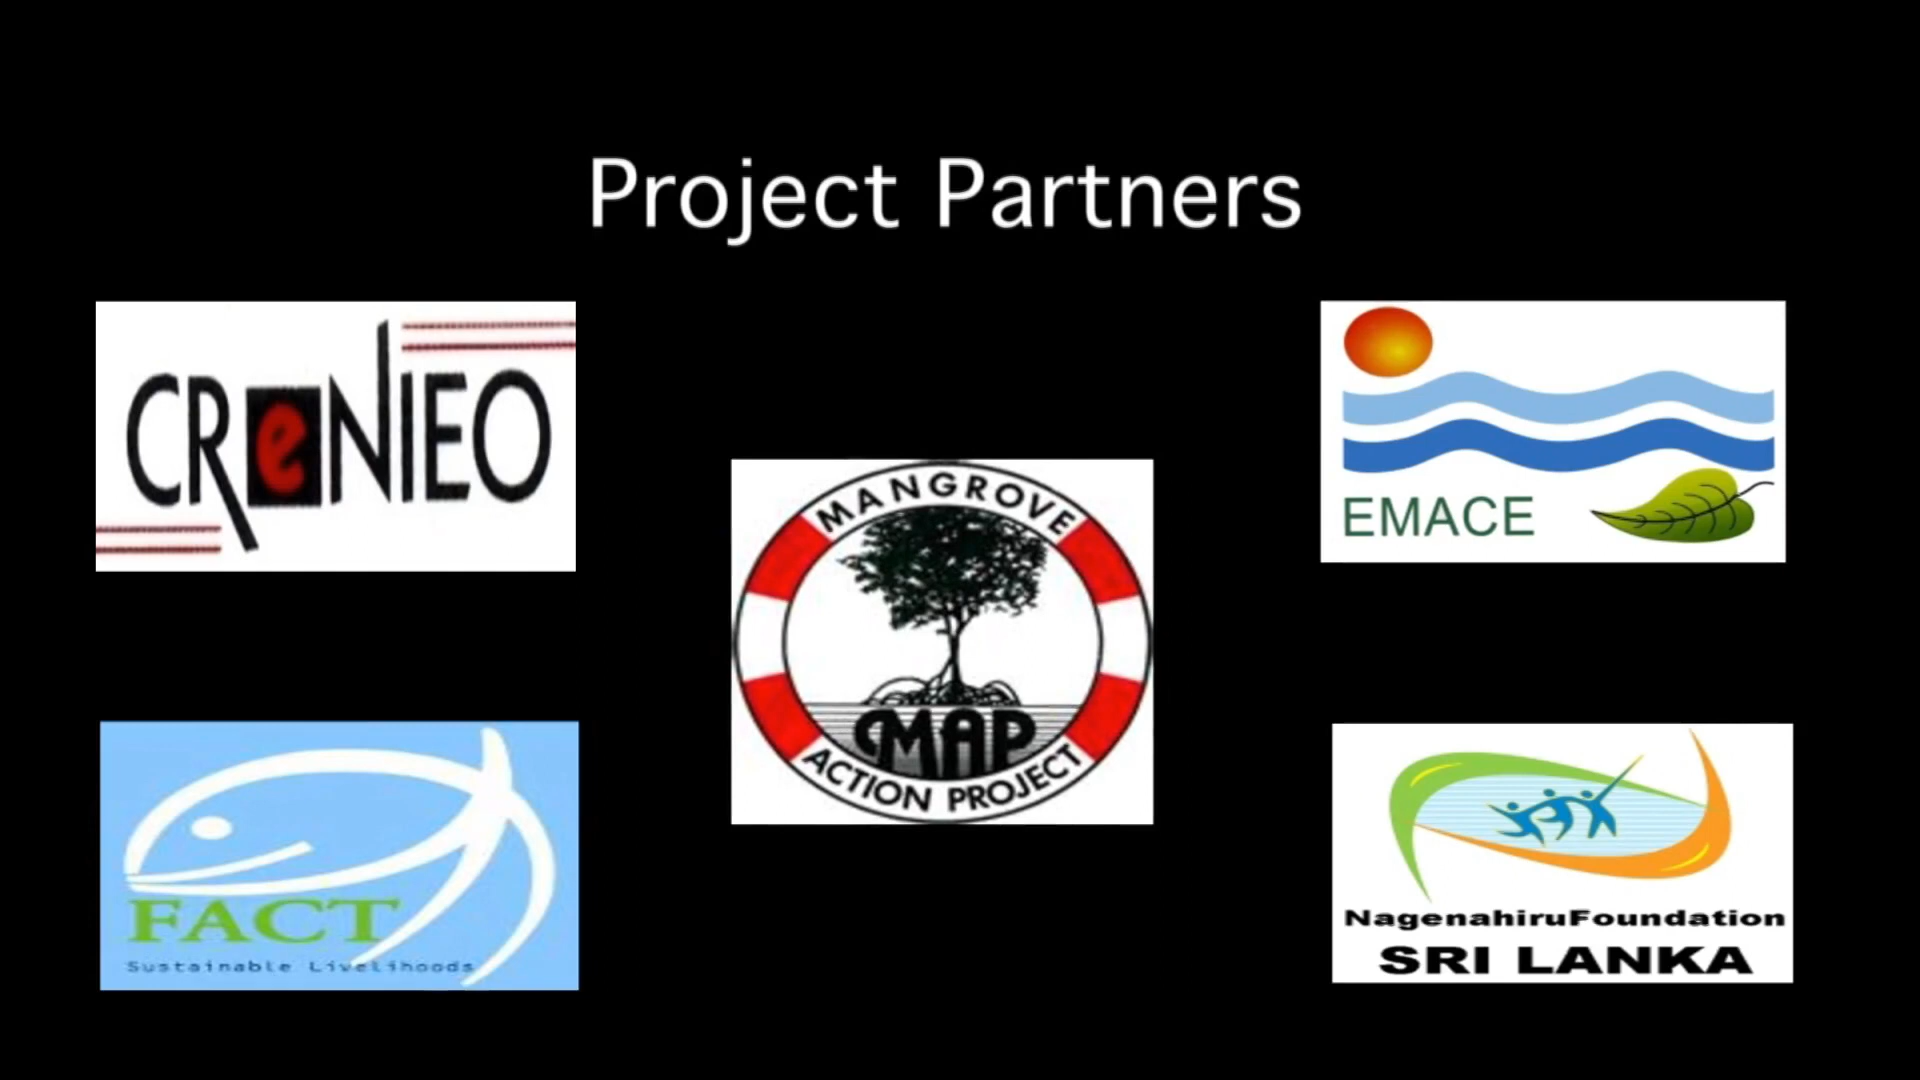 Project Partners
CReNIEO
EMACE
MANGROVE
MAP
ACTION PROJECT
FACT
Sustainable Livelihoods
NagenahiruFoundation
SRI LANKA